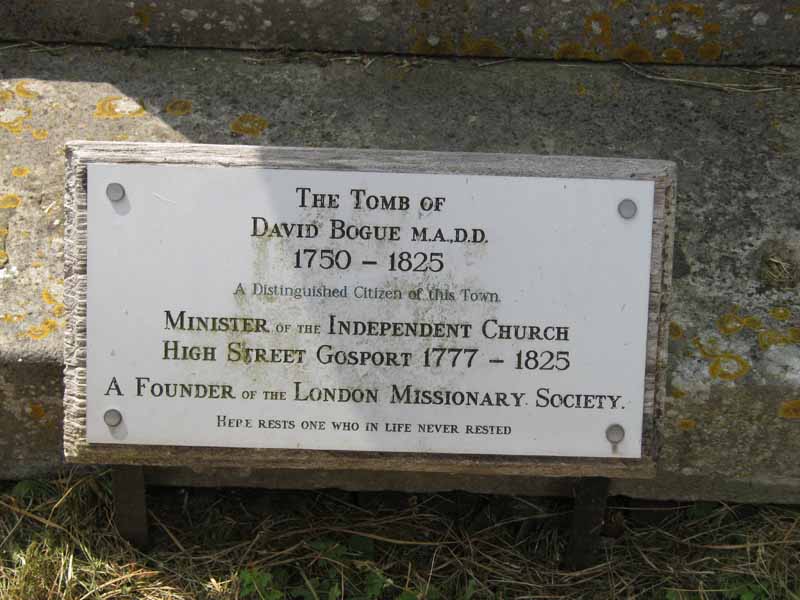 The Tomb of
David Bogue M.A.,D.D.
1750 – 1825
A Distinguished Citizen of this Town.
Minister of the Independent Church
High Street Gosport 1777 – 1825
A Founder of the London Missionary Society.
Here rests one who in life never rested